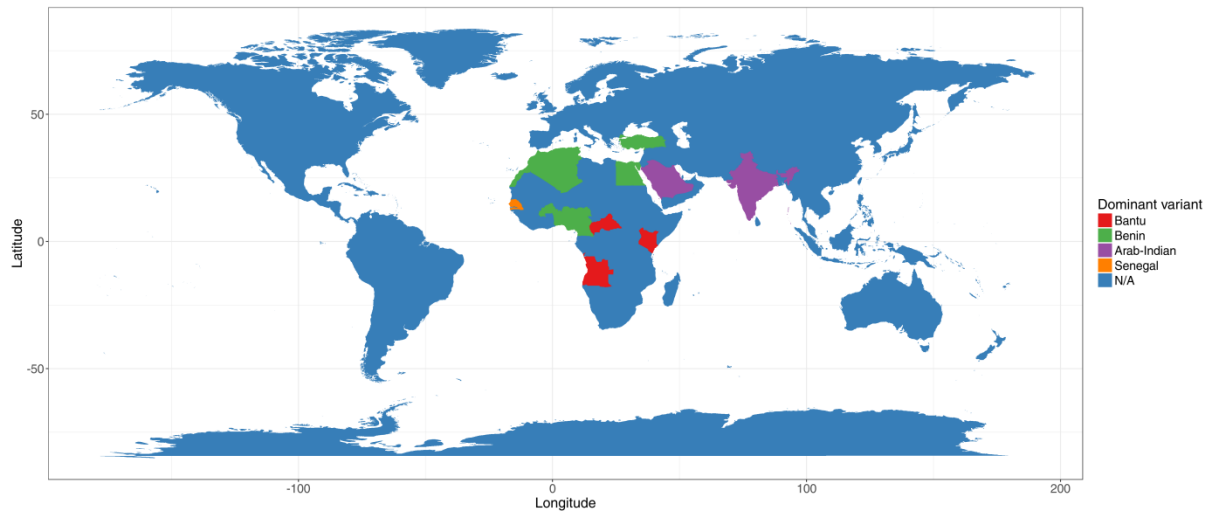 Latitude
50
0
-50
-100
0
100
200
Longitude
Dominant variant
Bantu
Benin
Arab-Indian
Senegal
N/A